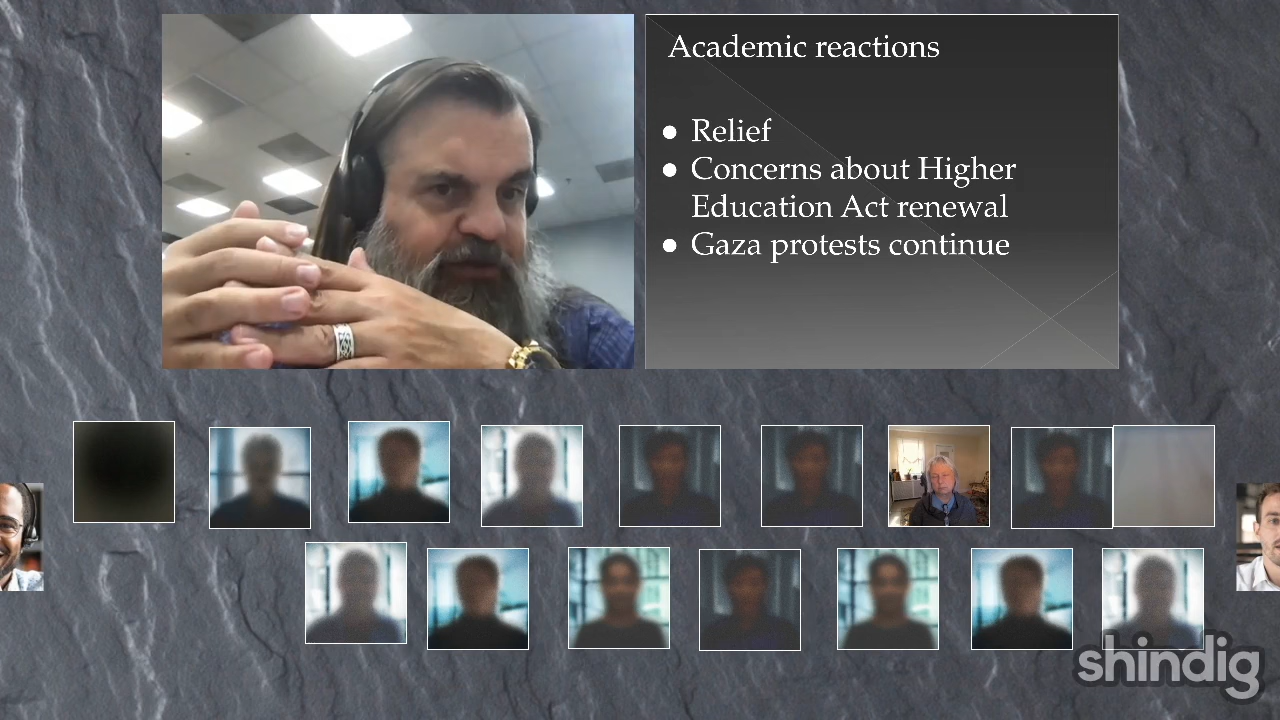 Academic reactions
● Relief
● Concerns about Higher
Education Act renewal
● Gaza protests continue
shindig